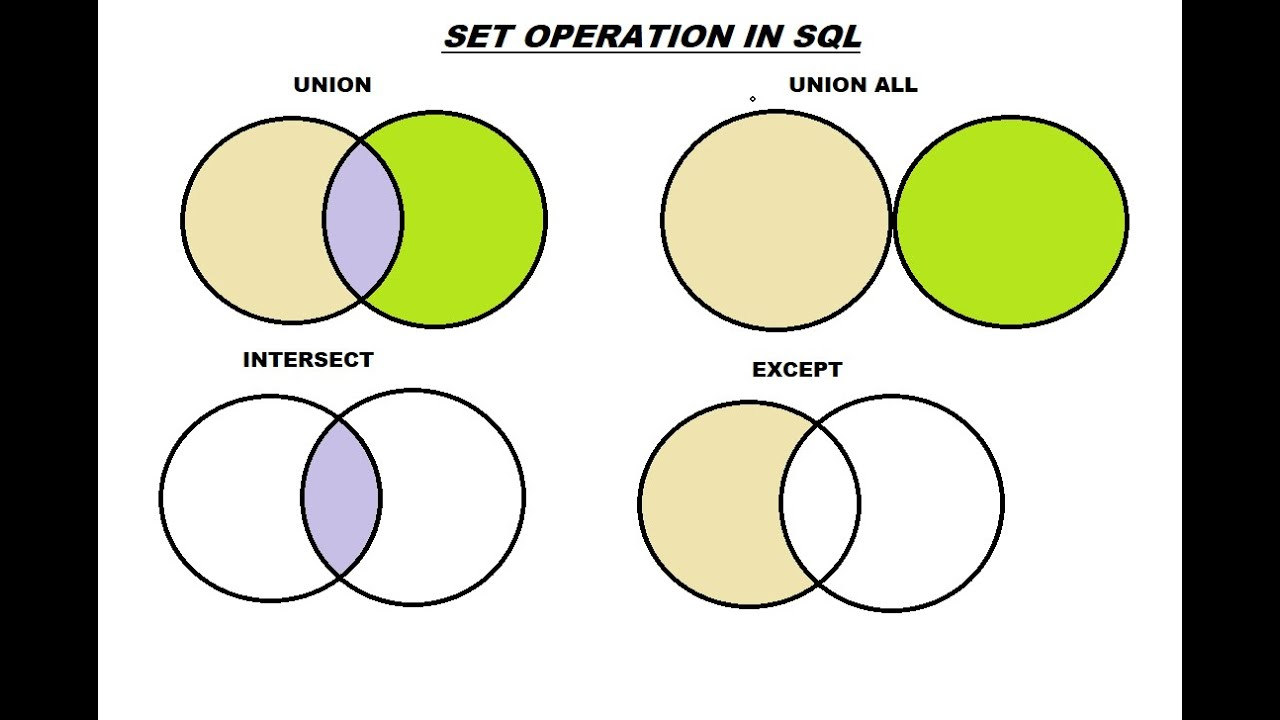 SET OPERATION IN SQL
UNION
UNION ALL
INTERSECT
EXCEPT